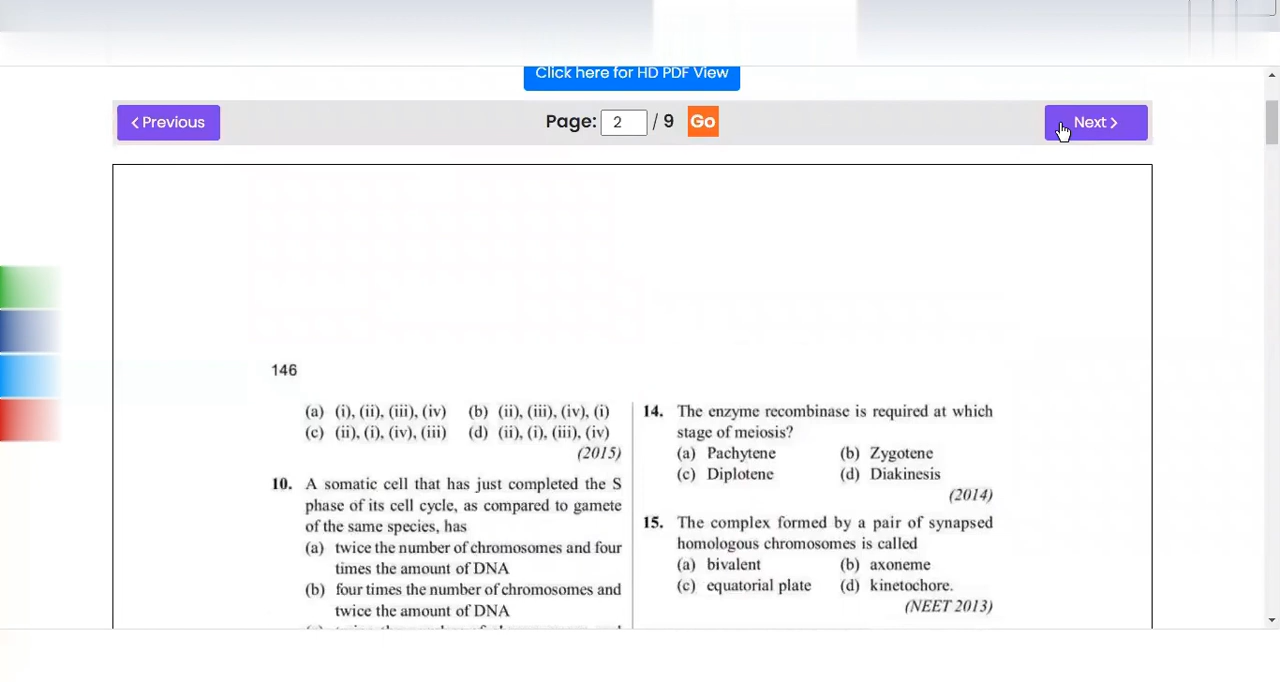 Click here for HD PDF View
Previous
Page: 2 / 9 Go
Next
146
(a) (i), (ii), (iii), (iv) (b) (ii), (iii), (iv), (i)
(c) (ii), (i), (iv), (iii) (d) (ii), (i), (iii), (iv)
(2015)
10. A somatic cell that has just completed the S
phase of its cell cycle, as compared to gamete
of the same species, has
(a) twice the number of chromosomes and four
times the amount of DNA
(b) four times the number of chromosomes and
twice the amount of DNA
14. The enzyme recombinase is required at which
stage of meiosis?
(a) Pachytene (b) Zygotene
(c) Diplotene (d) Diakinesis
(2014)
15. The complex formed by a pair of synapsed
homologous chromosomes is called
(a) bivalent (b) axoneme
(c) equatorial plate (d) kinetochore.
(NEET 2013)